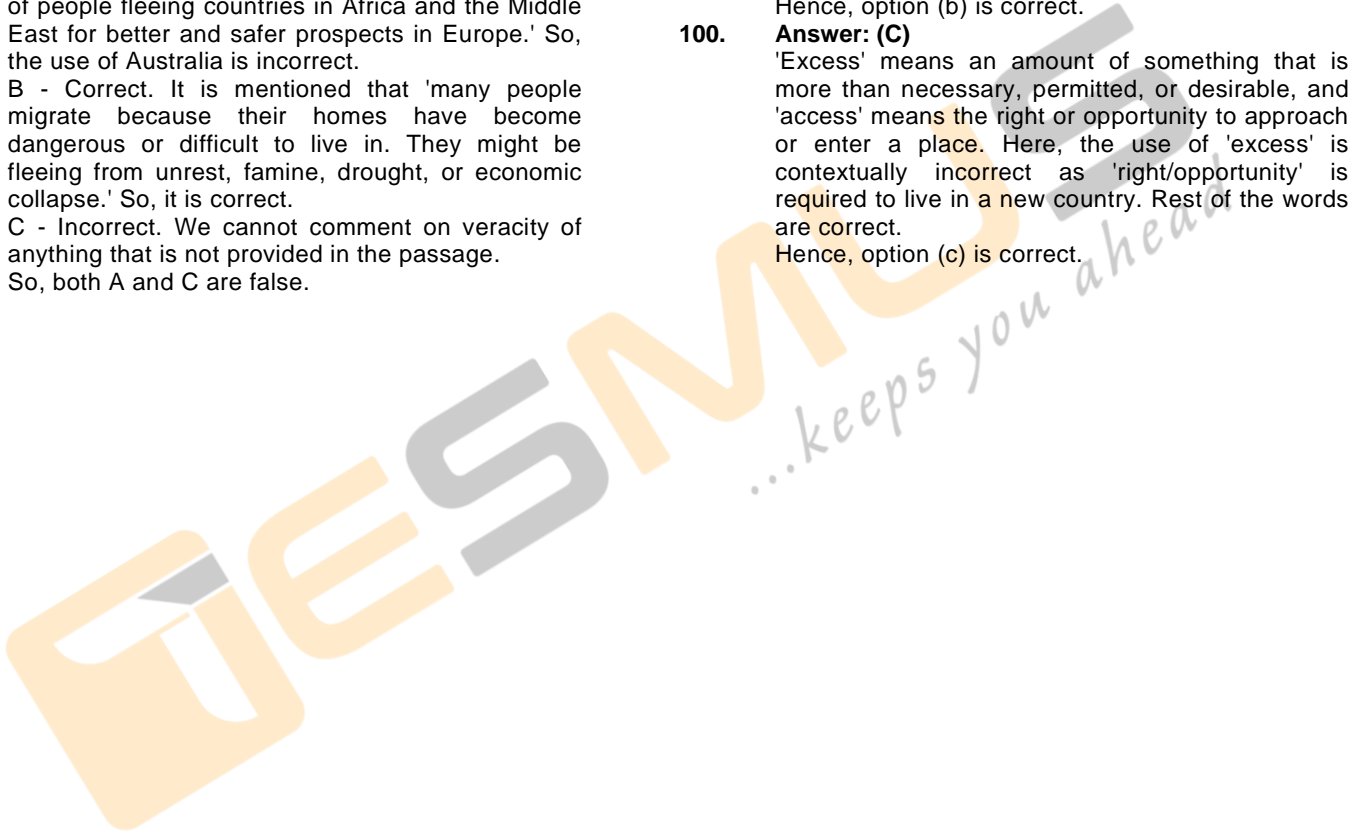 of people fleeing countries in Africa and the Middle
East for better and safer prospects in Europe.' So,
the use of Australia is incorrect.
B - Correct. It is mentioned that 'many people
migrate because their homes have become
dangerous or difficult to live in. They might be
fleeing from unrest, famine, drought, or economic
collapse.' So, it is correct.
C - Incorrect. We cannot comment on veracity of
anything that is not provided in the passage.
So, both A and C are false.
Hence, option (b) is correct.
100. Answer: (C)
'Excess' means an amount of something that is
more than necessary, permitted, or desirable, and
'access' means the right or opportunity to approach
or enter a place. Here, the use of 'excess' is
contextually incorrect as 'right/opportunity' is
required to live in a new country. Rest of the words
are correct.
Hence, option (c) is correct.
TESMUS
...keeps you ahead